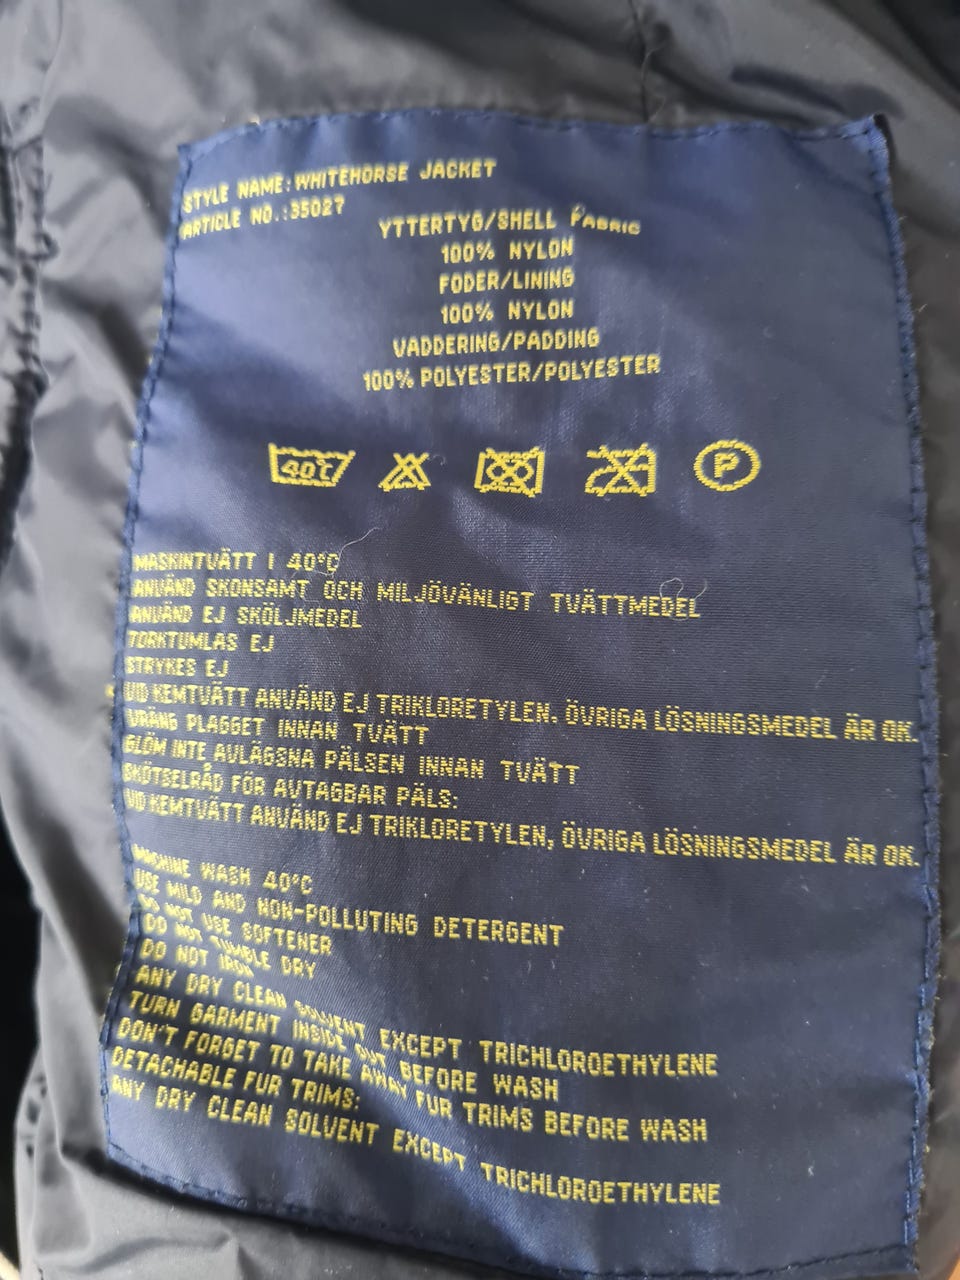 STYLE NAME:WHITEHORSE JACKET
ARTICLE NO.:35027
YTTERTYG/SHELL FABRIC
100% NYLON
FODER/LINING
100% NYLON
VADDERING/PADDING
100% POLYESTER/POLYESTER
40°C
P
MASKINTVÄTT I 40°C
ANVÄND SKONSAMT OCH MILJÖVÄNLIGT TVÄTTMEDEL
ANVÄND EJ SKÖLJMEDEL
TORKTUMLAS EJ
STRYKES EJ
VID KEMTVÄTT ANVÄND EJ TRIKLORETYLEN, ÖVRIGA LÖSNINGSMEDEL ÄR OK.
VRÄNG PLAGGET INNAN TVÄTT
GLÖM INTE AVLÄGSNA PÄLSEN INNAN TVÄTT
SKÖTSELRÅD FÖR AVTAGBAR PÄLS:
VID KEMTVÄTT ANVÄND EJ TRIKLORETYLEN, ÖVRIGA LÖSNINGSMEDEL ÄR OK.
MACHINE WASH 40°C
USE MILD AND NON-POLLUTING DETERGENT
DO NOT USE SOFTENER
DO NOT TUMBLE DRY
DO NOT IRON
ANY DRY CLEAN SOLVENT EXCEPT TRICHLOROETHYLENE
TURN GARMENT INSIDE OUT BEFORE WASH
DON'T FORGET TO TAKE AWAY FUR TRIMS BEFORE WASH
DETACHABLE FUR TRIMS:
ANY DRY CLEAN SOLVENT EXCEPT TRICHLOROETHYLENE